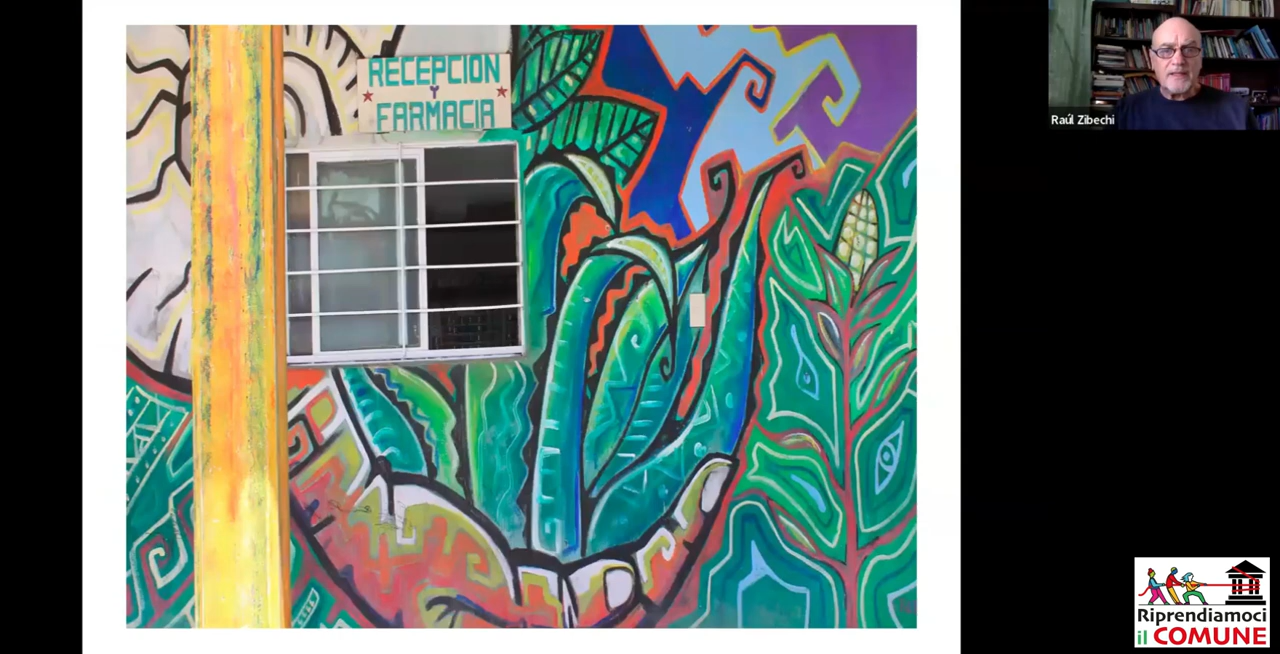 RECEPCION
Y
FARMACIA
Raúl Zibechi
Riprendiamoci
il COMUNE